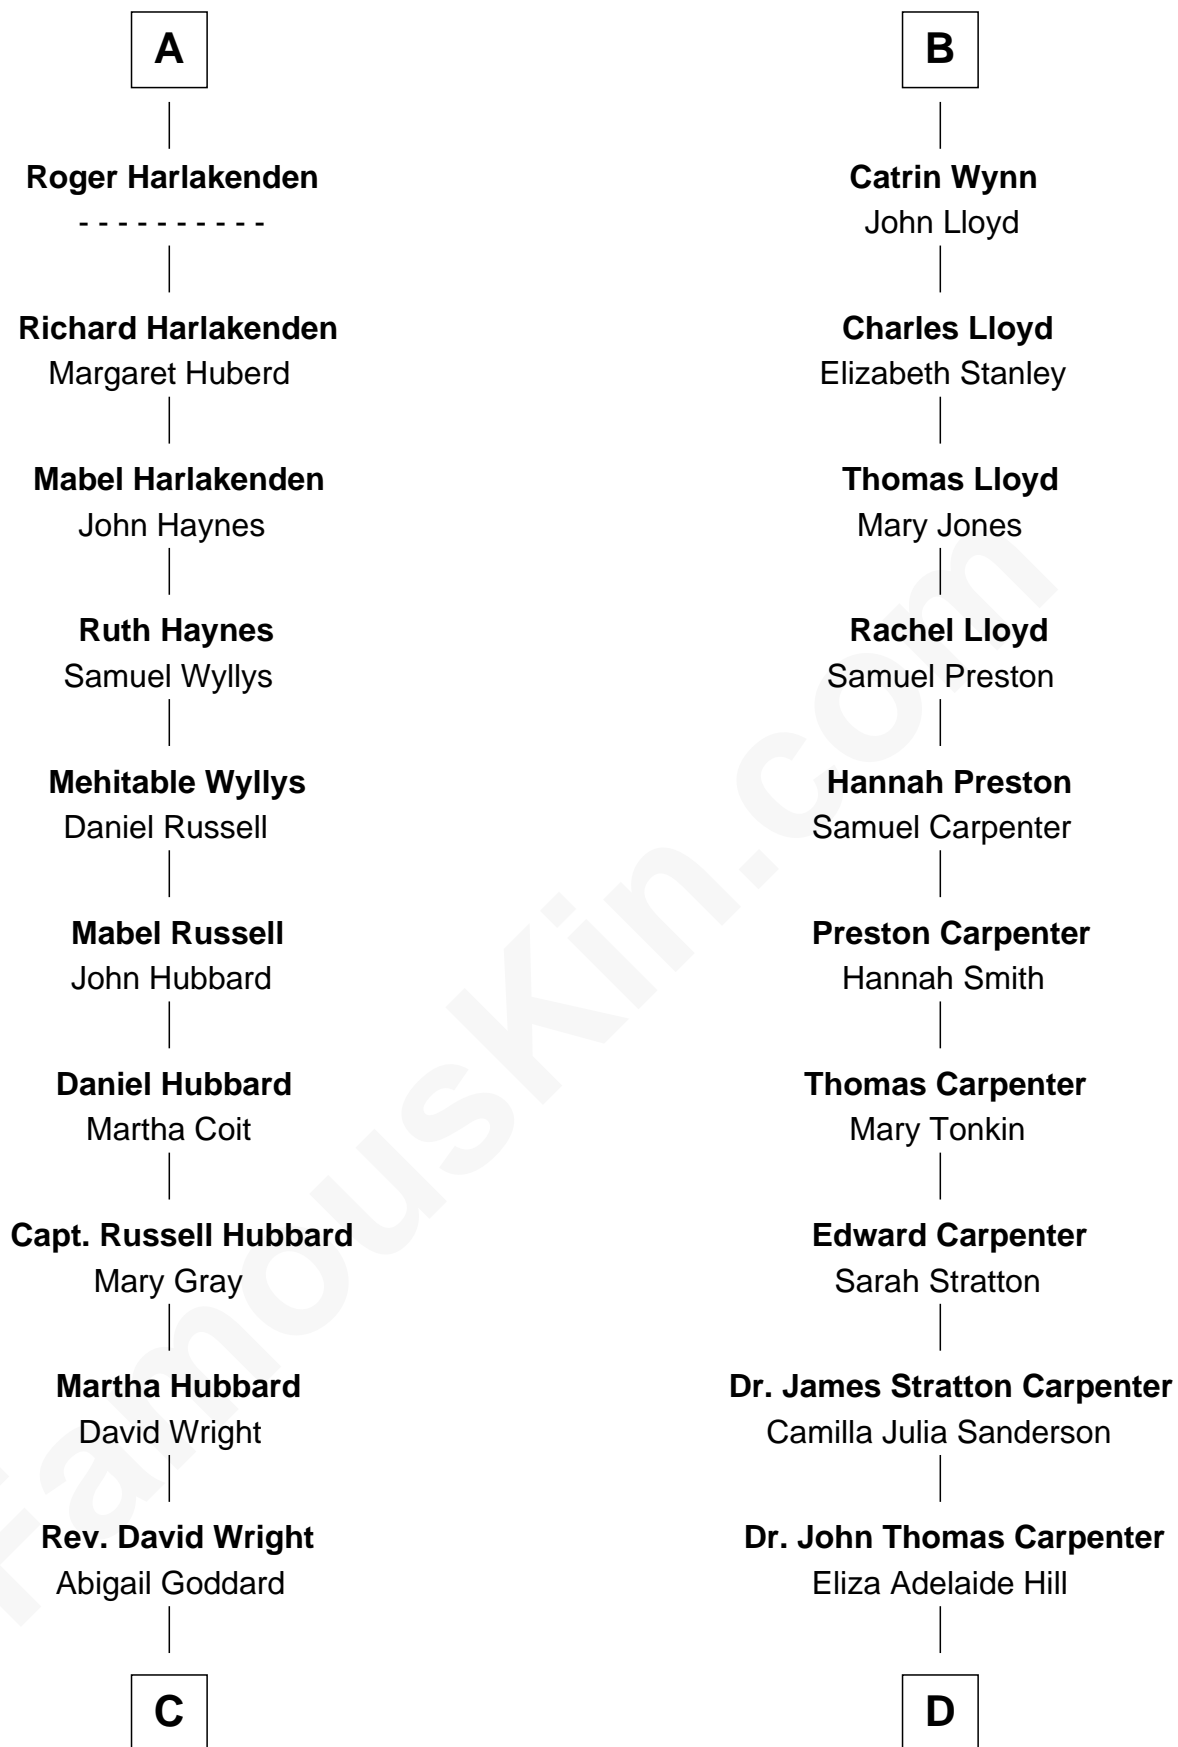 A
Roger Harlakenden
- - - - - - - - - -
Richard Harlakenden
Margaret Huberd
Mabel Harlakenden
John Haynes
Ruth Haynes
Samuel Wyllys
Mehitable Wyllys
Daniel Russell
Mabel Russell
John Hubbard
Daniel Hubbard
Martha Coit
Capt. Russell Hubbard
Mary Gray
Martha Hubbard
David Wright
Rev. David Wright
Abigail Goddard
C
B
Catrin Wynn
John Lloyd
Charles Lloyd
Elizabeth Stanley
Thomas Lloyd
Mary Jones
Rachel Lloyd
Samuel Preston
Hannah Preston
Samuel Carpenter
Preston Carpenter
Hannah Smith
Thomas Carpenter
Mary Tonkin
Edward Carpenter
Sarah Stratton
Dr. James Stratton Carpenter
Camilla Julia Sanderson
Dr. John Thomas Carpenter
Eliza Adelaide Hill
D
FamousKin.com